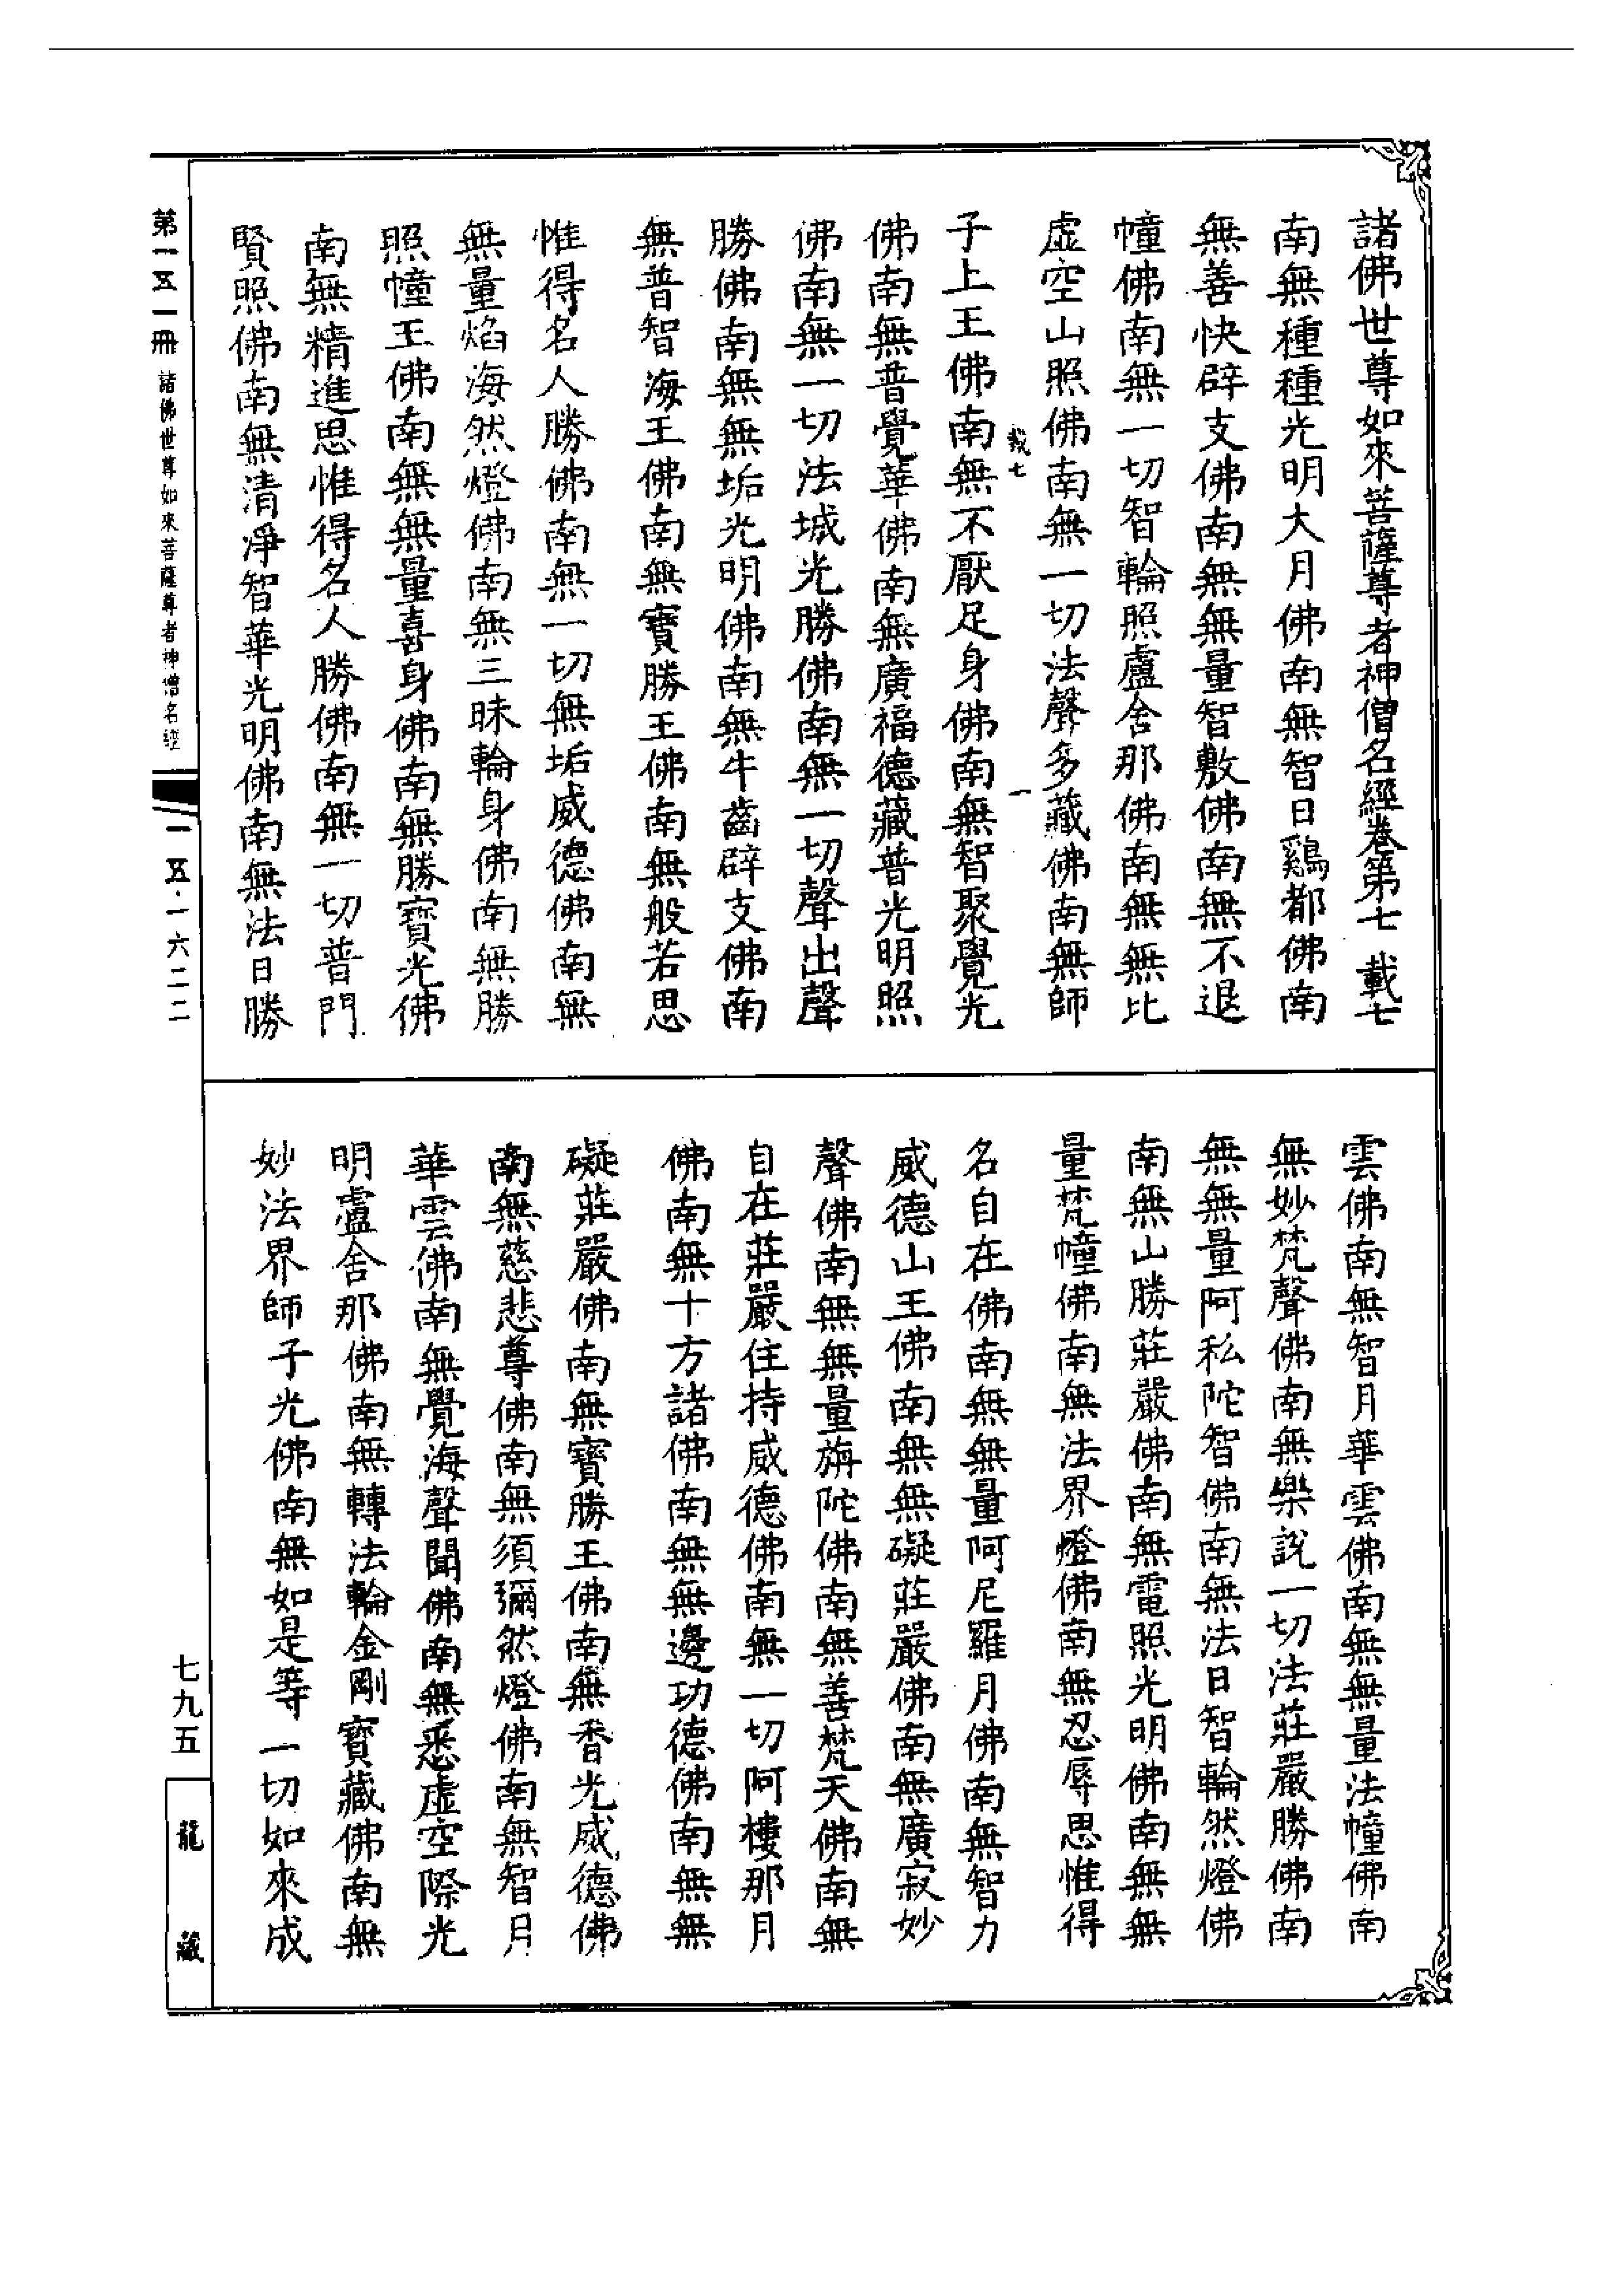 諸佛世尊如來菩薩尊者神僧名經卷第七 載七
南無種種光明大月佛南無智日鷄都佛南
無善快辟支佛南無無量智敷佛南無不退
幢佛南無一切智輪照盧舍那佛南無無比
虛空山照佛南無一切法聲多藏佛南無師
載七 一
子上王佛南無不厭足身佛南無智聚覺光
佛南無普覺華佛南無廣福德藏普光明照
佛南無一切法城光勝佛南無一切聲出聲
勝佛南無無垢光明佛南無牛齒辟支佛南
無普智海王佛南無寶勝王佛南無般若思
惟得名人勝佛南無一切無垢威德佛南無
無量焰海然燈佛南無三昧輪身佛南無勝
照幢王佛南無無量喜身佛南無勝寶光佛
南無精進思惟得名人勝佛南無一切普門
賢照佛南無清淨智華光明佛南無法日勝
雲佛南無智月華雲佛南無無量法幢佛南
無妙梵聲佛南無樂說一切法莊嚴勝佛南
無無量阿私陀智佛南無法日智輪然燈佛
南無山勝莊嚴佛南無電照光明佛南無無
量梵幢佛南無法界燈佛南無忍辱思惟得
名自在佛南無無量阿尼羅月佛南無智力
威德山王佛南無無礙莊嚴佛南無廣寂妙
聲佛南無無量旃陀佛南無善梵天佛南無
自在莊嚴住持威德佛南無一切阿樓那月
佛南無十方諸佛南無無邊功德佛南無無
礙莊嚴佛南無寶勝王佛南無香光威德佛
南無慈悲尊佛南無須彌然燈佛南無智月
華雲佛南無覺海聲聞佛南無悉虛空際光
明盧舍那佛南無轉法輪金剛寶藏佛南無
妙法界師子光佛南無如是等一切如來成
第一五一冊 諸佛世尊如來菩薩尊者神僧名經
一五·一六二二
七九五
龍藏